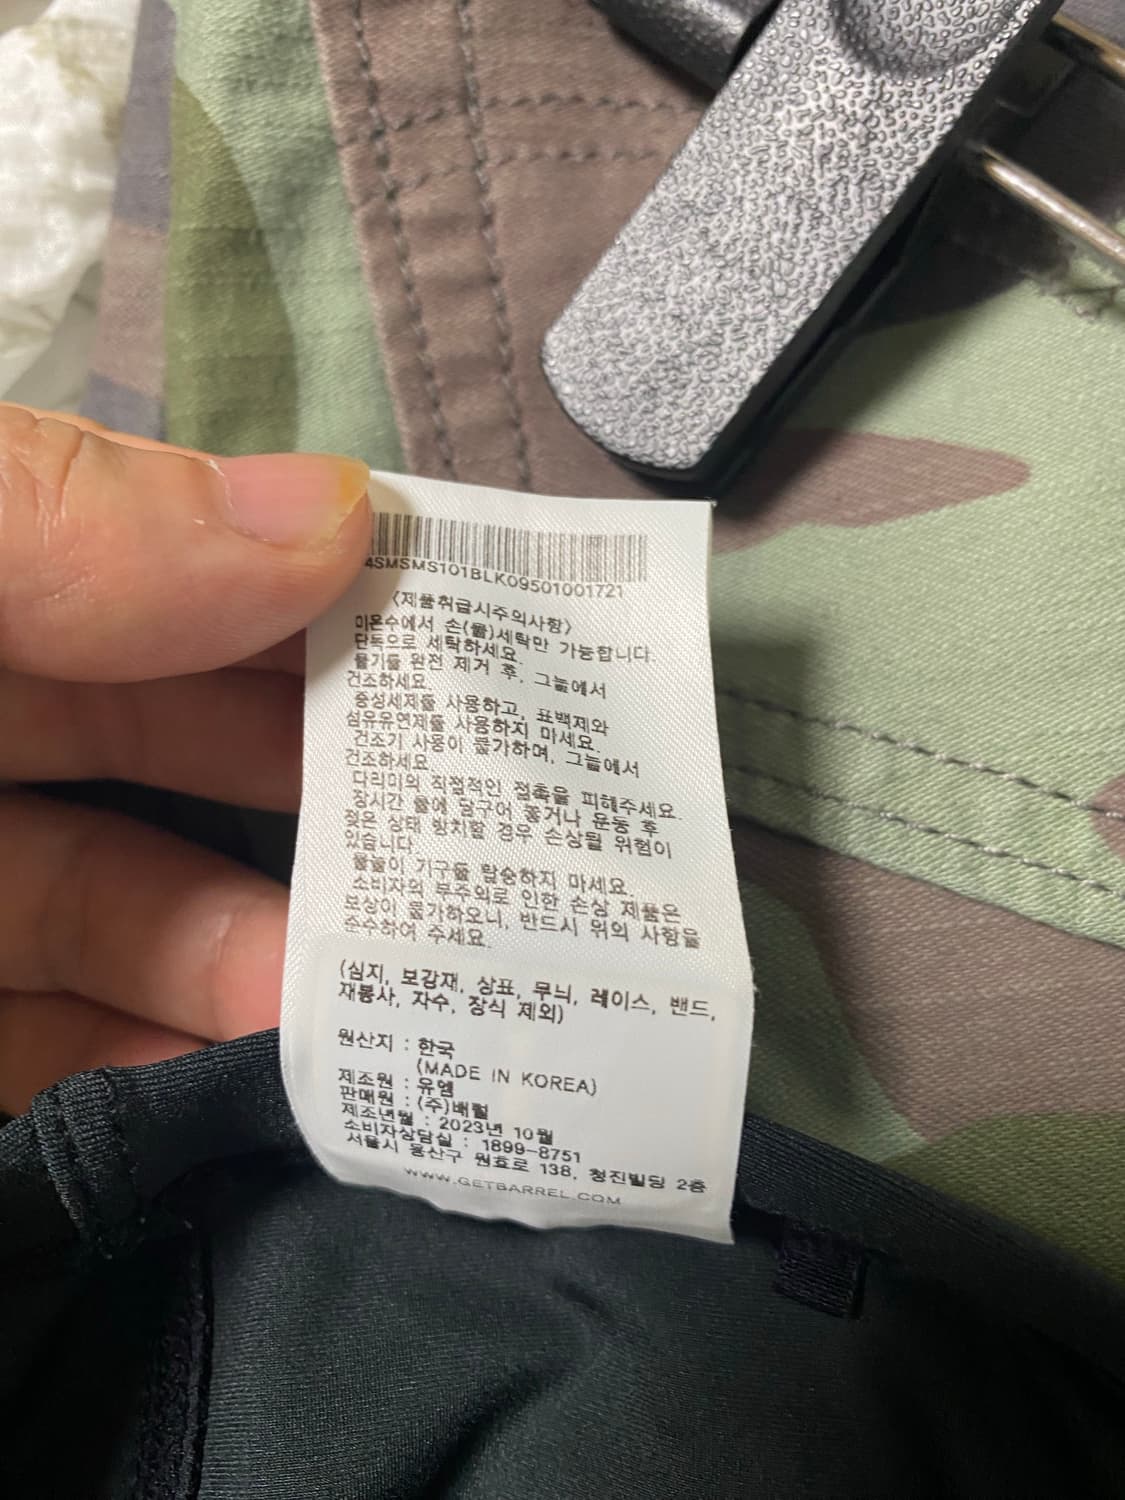 4SMSMS101BLK09501001721
<제품취급시주의사항>
미온수에서 손(물)세탁만 가능합니다.
단독으로 세탁하세요.
물기를 완전 제거 후, 그늘에서
건조하세요.
중성세제를 사용하고, 표백제와
섬유유연제를 사용하지 마세요.
건조기 사용이 불가하며, 그늘에서
건조하세요.
다리미의 직접적인 접촉을 피해주세요.
장시간 물에 담구어 놓거나 운동 후
젖은 상태 방치할 경우 손상될 위험이
있습니다.
물놀이 기구를 탑승하지 마세요.
소비자의 부주의로 인한 손상 제품은
보상이 불가하오니, 반드시 위의 사항을
준수하여 주세요.
(심지, 보강재, 상표, 무늬, 레이스, 밴드,
재봉사, 자수, 장식 제외)
원산지 : 한국
(MADE IN KOREA)
제조원 : 유엠
판매원 : (주)배럴
제조년월 : 2023년 10월
소비자상담실 : 1899-8751
서울시 용산구 원효로 138, 청진빌딩 2층
WWW.GETBARREL.COM